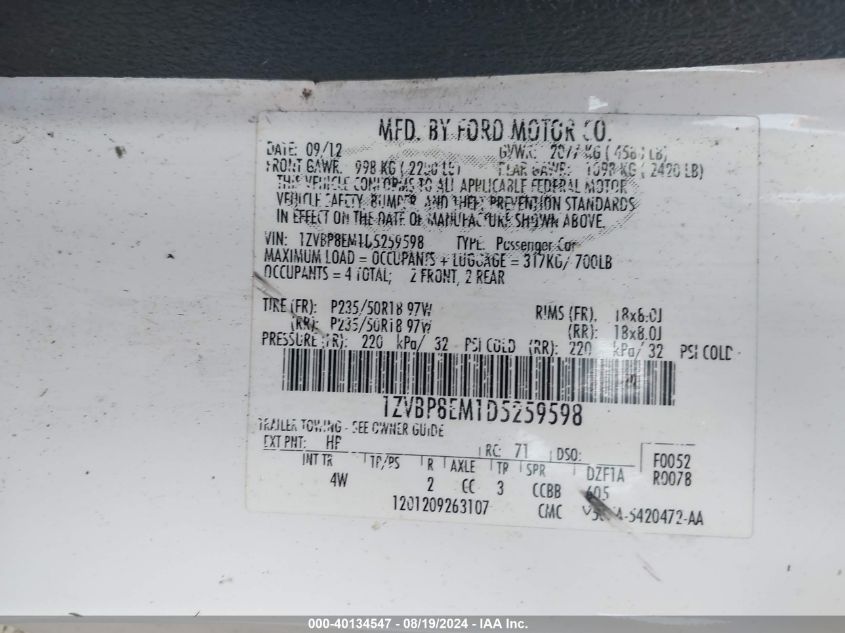 MFD. BY FORD MOTOR CO.
DATE: 09/12 GVWR: 2077 KG ( 4580 LB)
FRONT GAWR: 998 KG ( 2200 LB) REAR GAWR: 1098 KG ( 2420 LB)
THIS VEHICLE CONFORMS TO ALL APPLICABLE FEDERAL MOTOR
VEHICLE SAFETY, BUMPER, AND THEFT PREVENTION STANDARDS
IN EFFECT ON THE DATE OF MANUFACTURE SHOWN ABOVE.
VIN: 1ZVBP8EM1D5259598 TYPE: Passenger Car
MAXIMUM LOAD = OCCUPANTS + LUGGAGE = 317KG/ 700LB
OCCUPANTS = 4 TOTAL; 2 FRONT, 2 REAR
TIRE (FR): P235/50R18 97W RIMS (FR): 18x8.0J
(RR): P235/50R18 97W (RR): 18x8.0J
PRESSURE (FR): 220 kPa/ 32 PSI COLD (RR): 220 kPa/ 32 PSI COLD
1ZVBP8EM1D5259598
TRAILER TOWING - SEE OWNER GUIDE
EXT PNT: HP RC: 71 DSO: F0052
INT TR TP/PS R AXLE TR SPR DZF1A R0078
4W 2 CC 3 CCBB 605
1201209263107 CMC 5420472-AA
000-40134547 - 08/19/2024 - IAA Inc.